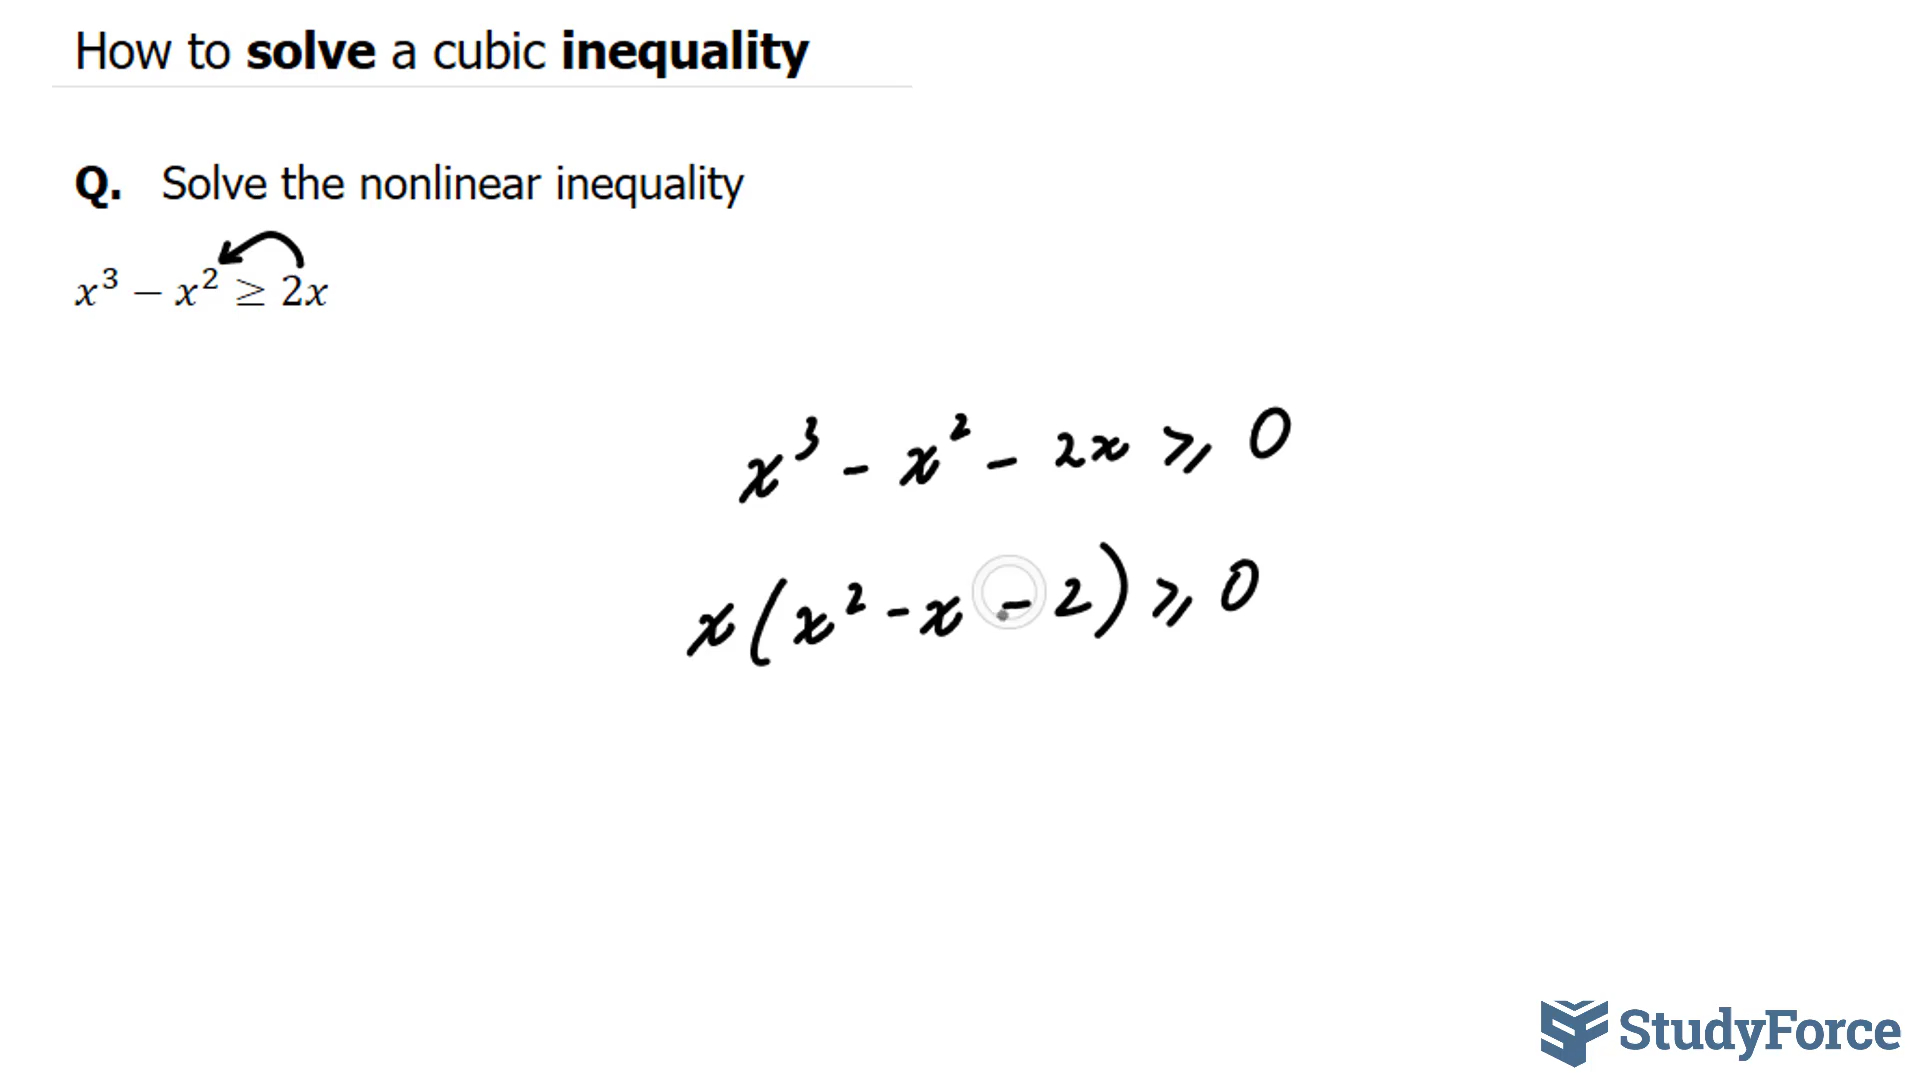 How to solve a cubic inequality
Q. Solve the nonlinear inequality
x³ − x² ≥ 2x
x³ - x² - 2x ⩾ 0
x(x² - x - 2) ⩾ 0
StudyForce